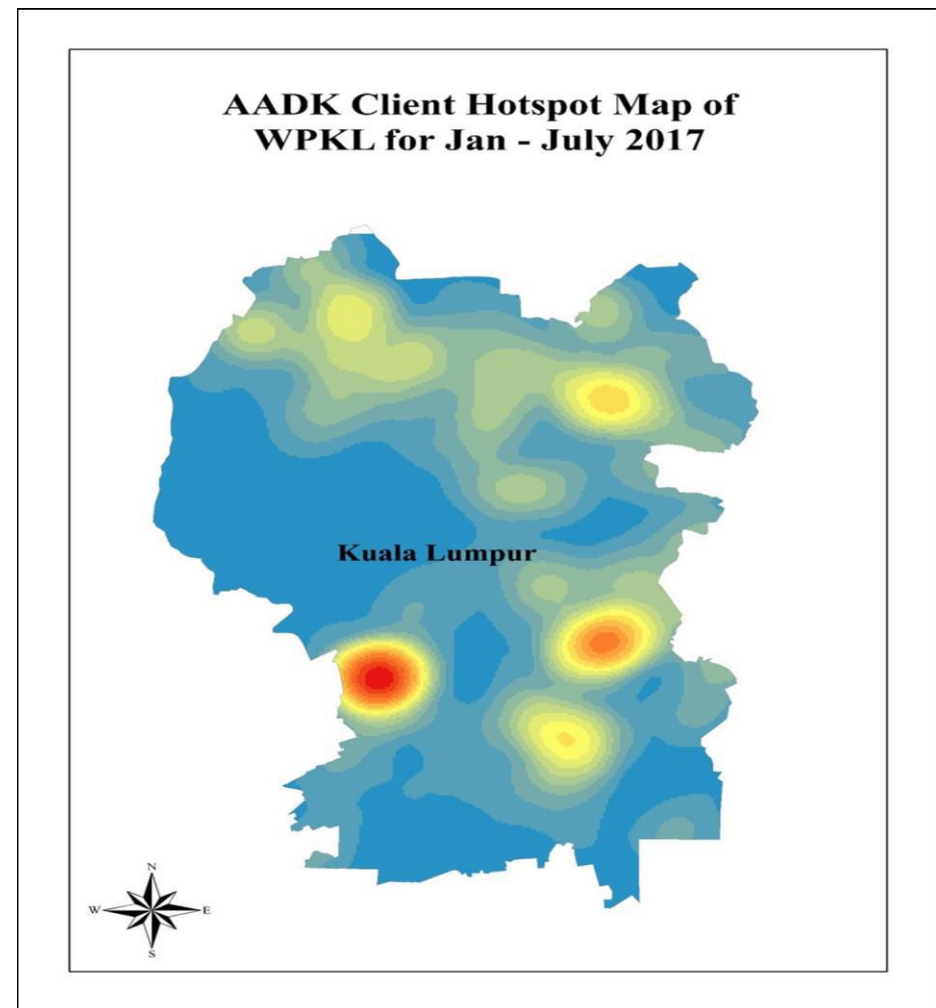 AADK Client Hotspot Map of
WPKL for Jan - July 2017
Kuala Lumpur
N
W E
S